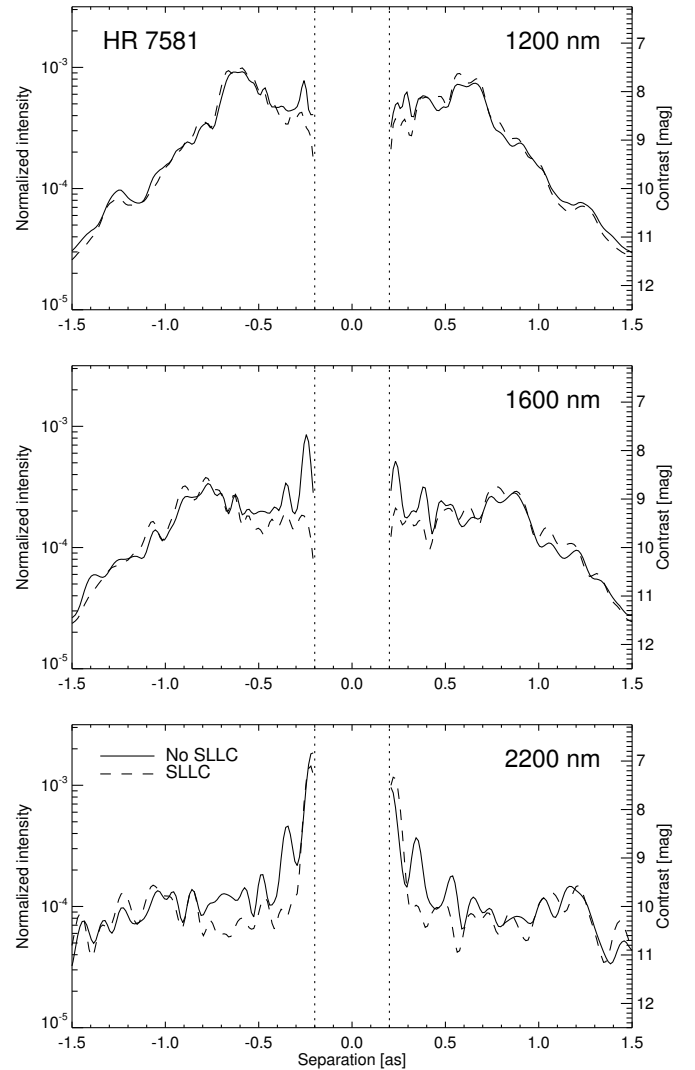 HR 7581
1200 nm
Normalized intensity
10^-3
10^-4
10^-5
7
8
9
10
11
12
Contrast [mag]
-1.5 -1.0 -0.5 0.0 0.5 1.0 1.5
1600 nm
Normalized intensity
10^-3
10^-4
10^-5
7
8
9
10
11
12
Contrast [mag]
-1.5 -1.0 -0.5 0.0 0.5 1.0 1.5
No SLLC
SLLC
2200 nm
Normalized intensity
10^-3
10^-4
10^-5
7
8
9
10
11
12
Contrast [mag]
-1.5 -1.0 -0.5 0.0 0.5 1.0 1.5
Separation [as]